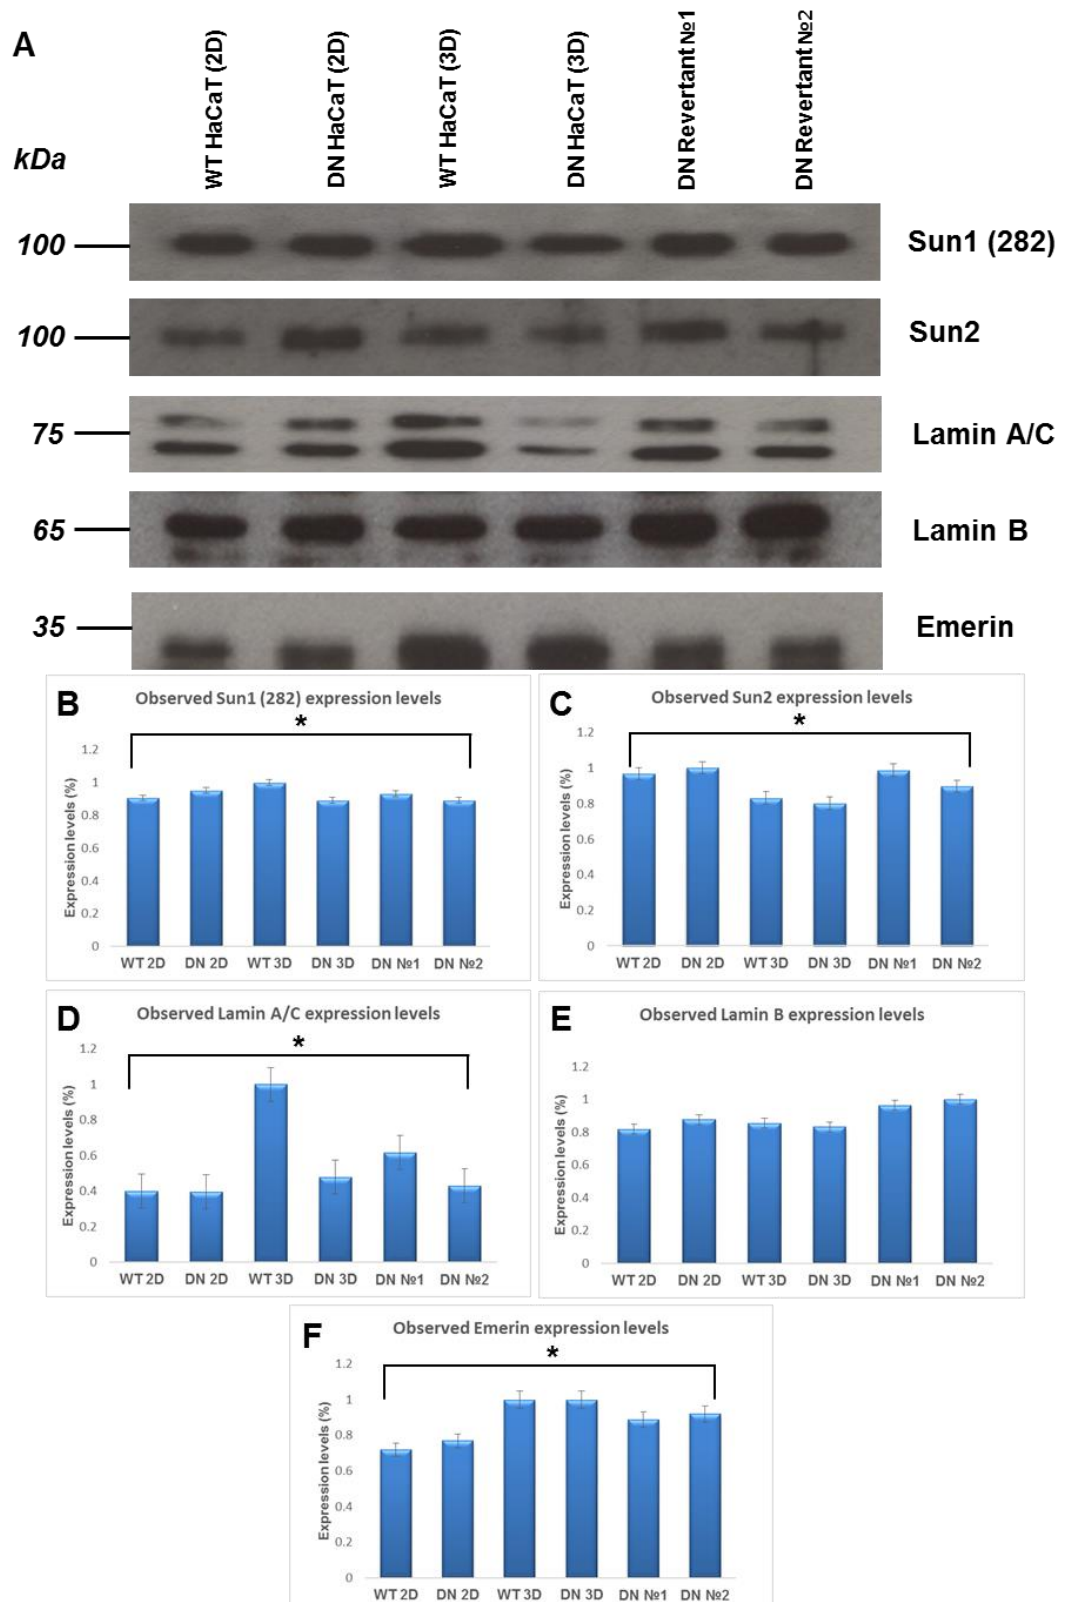 A
WT HaCaT (2D)
DN HaCaT (2D)
WT HaCaT (3D)
DN HaCaT (3D)
DN Revertant №1
DN Revertant №2
kDa
100
Sun1 (282)
100
Sun2
75
Lamin A/C
65
Lamin B
35
Emerin
B
Observed Sun1 (282) expression levels
*
Expression levels (%)
1.2
1
0.8
0.6
0.4
0.2
0
WT 2D DN 2D WT 3D DN 3D DN №1 DN №2
C
Observed Sun2 expression levels
*
Expression levels (%)
1.2
1
0.8
0.6
0.4
0.2
0
WT 2D DN 2D WT 3D DN 3D DN №1 DN №2
D
Observed Lamin A/C expression levels
*
Expression levels (%)
1.2
1
0.8
0.6
0.4
0.2
0
WT 2D DN 2D WT 3D DN 3D DN №1 DN №2
E
Observed Lamin B expression levels
Expression levels (%)
1.2
1
0.8
0.6
0.4
0.2
0
WT 2D DN 2D WT 3D DN 3D DN №1 DN №2
F
Observed Emerin expression levels
*
Expression levels (%)
1.2
1
0.8
0.6
0.4
0.2
0
WT 2D DN 2D WT 3D DN 3D DN №1 DN №2